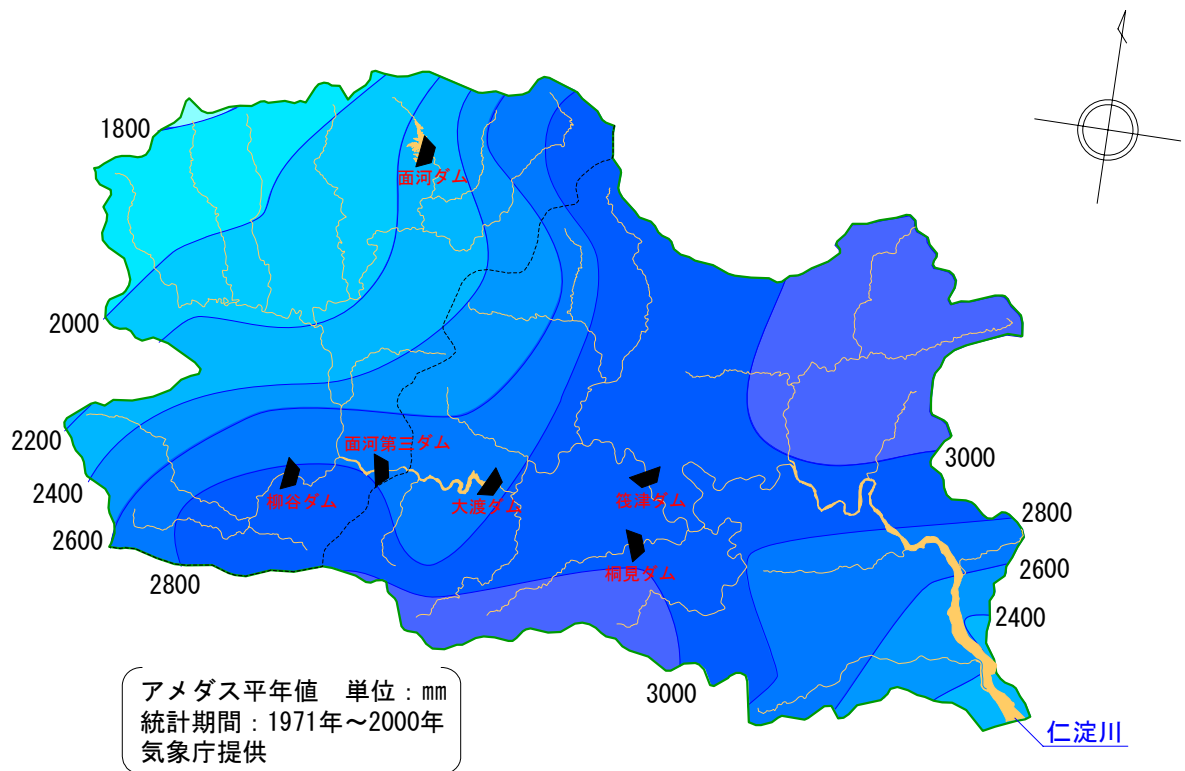 1800
面河ダム
2000
2200
面河第三ダム
3000
2400
柳谷ダム
大渡ダム
筏津ダム
2800
2600
桐見ダム
2600
2800
2400
3000
アメダス平年値 単位:mm
統計期間:1971年～2000年
気象庁提供
仁淀川